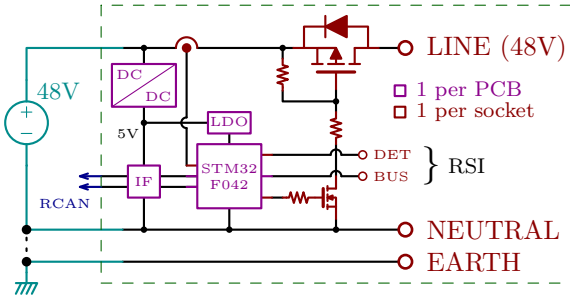 LINE (48V)
DC
48V
DC
1 per PCB
1 per socket
LDO
5V
DET
STM32
F042
RSI
BUS
IF
RCAN
NEUTRAL
EARTH